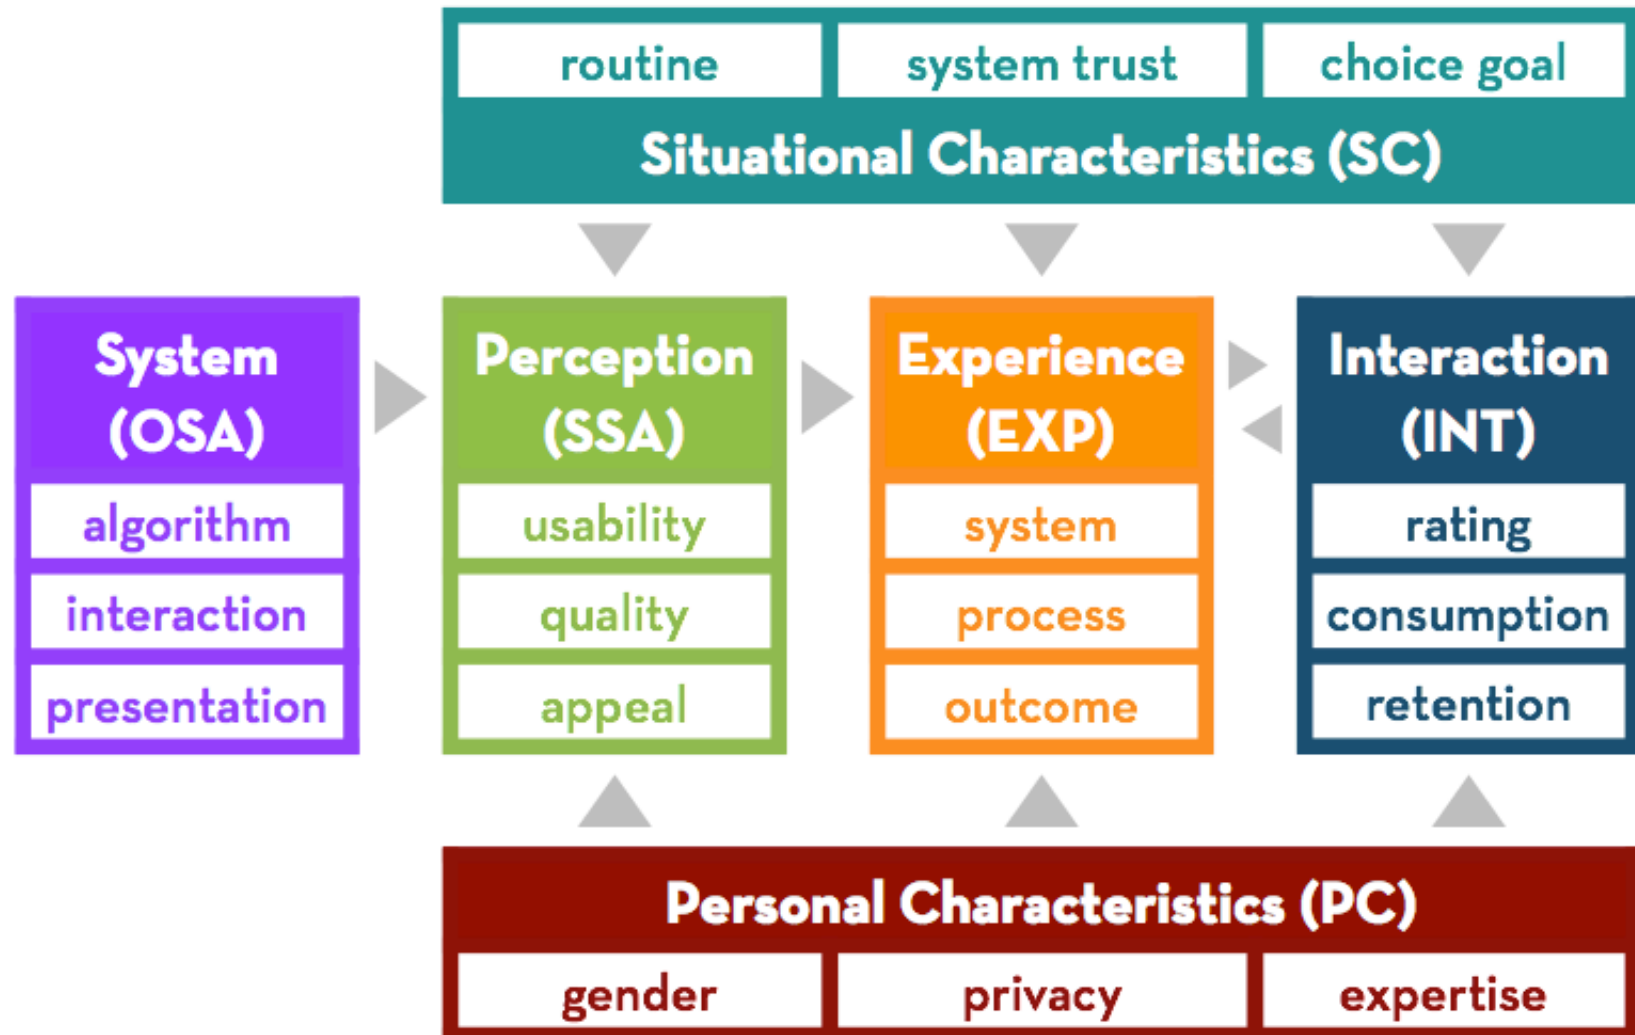 routine
system trust
choice goal
Situational Characteristics (SC)
System
(OSA)
algorithm
interaction
presentation
Perception
(SSA)
usability
quality
appeal
Experience
(EXP)
system
process
outcome
Interaction
(INT)
rating
consumption
retention
Personal Characteristics (PC)
gender
privacy
expertise